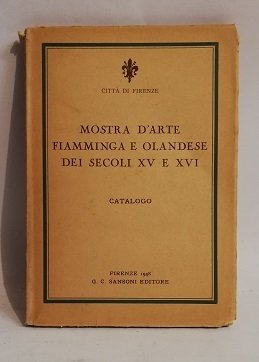 CITTÀ DI FIRENZE
MOSTRA D'ARTE
FIAMMINGA E OLANDESE
DEI SECOLI XV E XVI
CATALOGO
FIRENZE 1948
G. C. SANSONI EDITORE